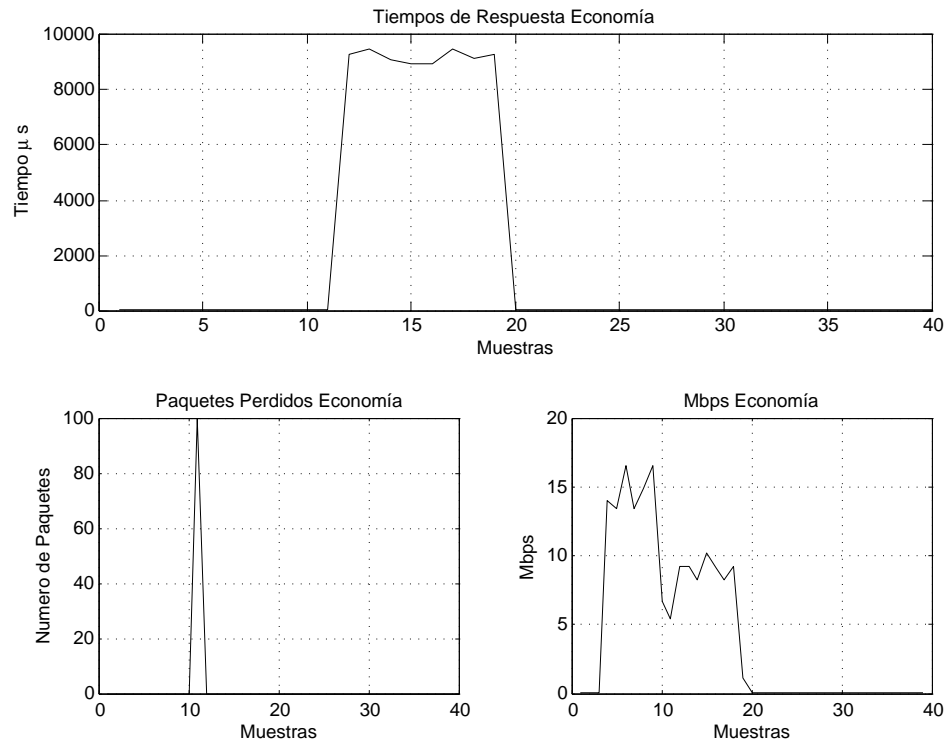 Tiempos de Respuesta Economía
10000
8000
6000
4000
2000
0
Tiempo µ s
0 5 10 15 20 25 30 35 40
Muestras
Paquetes Perdidos Economía
100
80
60
40
20
0
Numero de Paquetes
0 10 20 30 40
Muestras
Mbps Economía
20
15
10
5
0
Mbps
0 10 20 30 40
Muestras